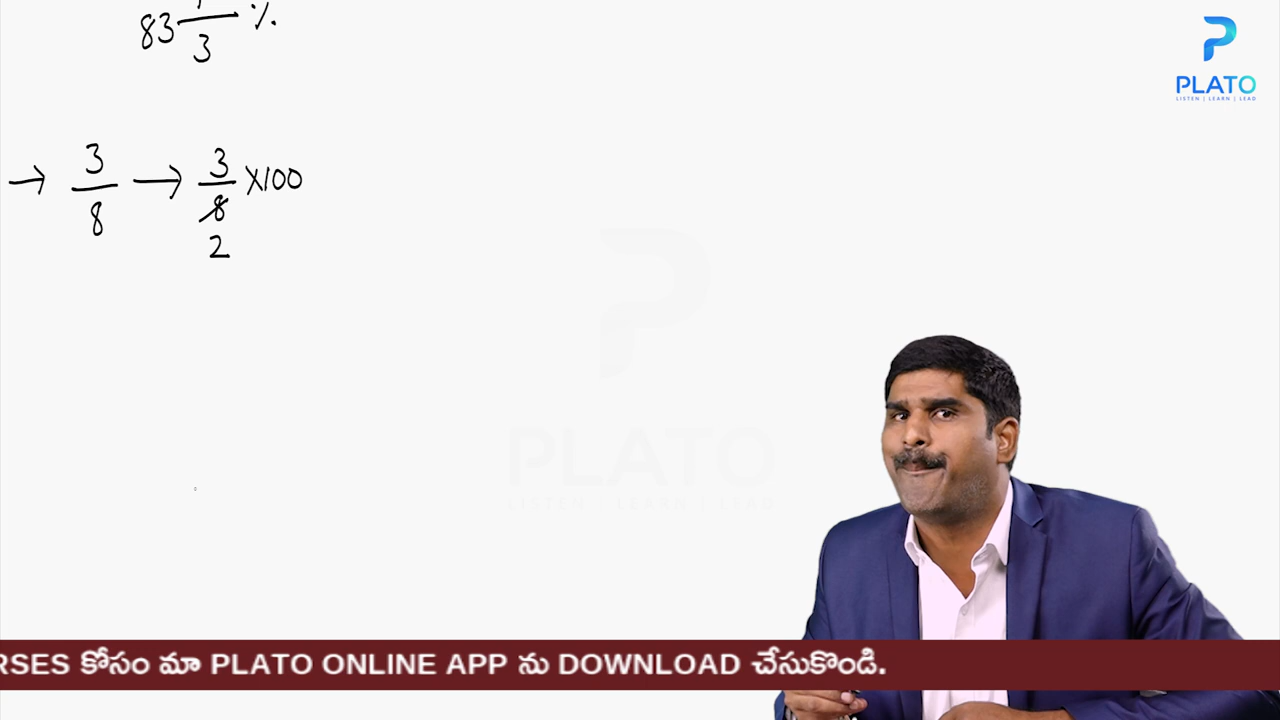 83 1/3 %
PLATO
LISTEN | LEARN | LEAD
→ 3/8 → 3/8 X100
2
PLATO
LISTEN | LEARN | LEAD
RSES కోసం మా PLATO ONLINE APP ను DOWNLOAD చేసుకొండి.